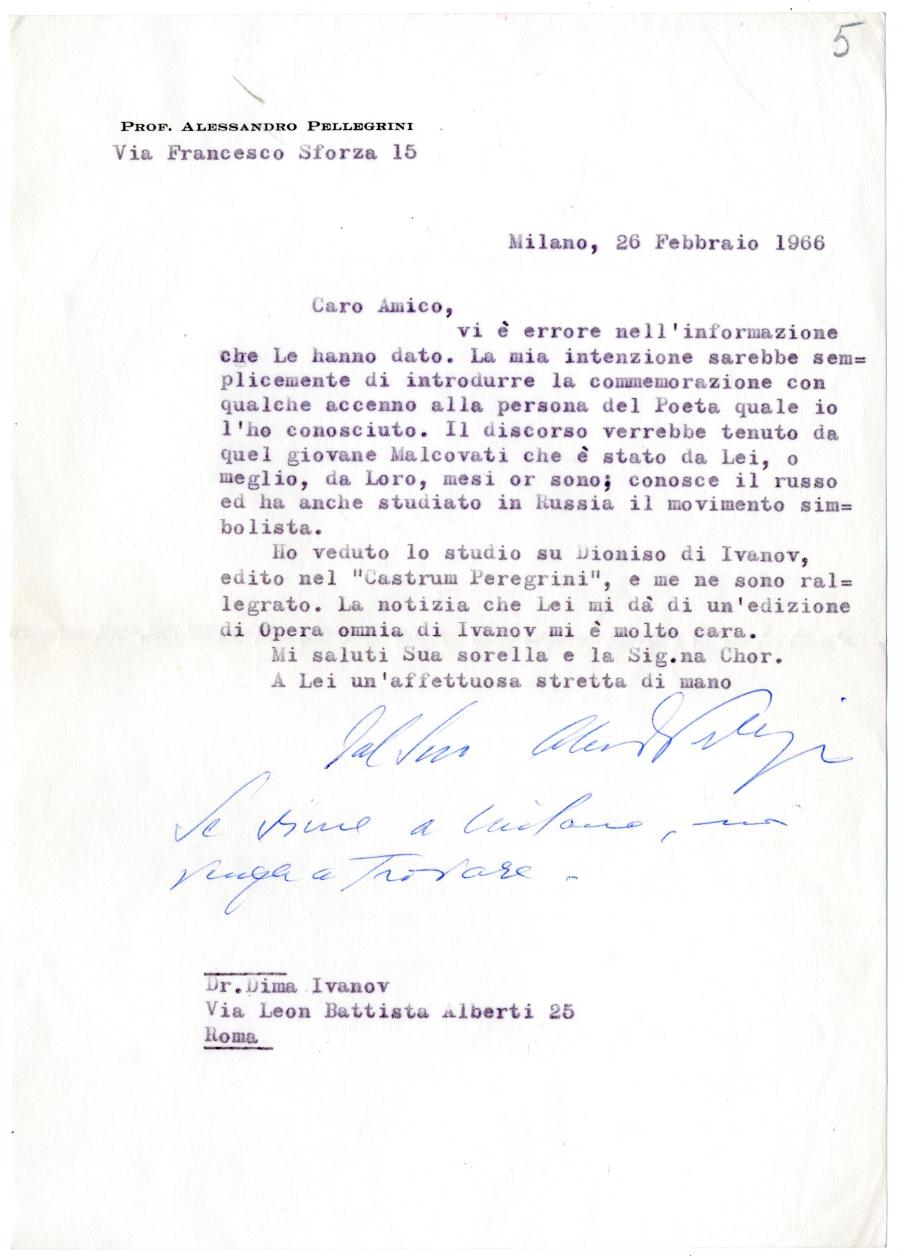 5
PROF. ALESSANDRO PELLEGRINI
Via Francesco Sforza 15
Milano, 26 Febbraio 1966
Caro Amico,
vi è errore nell'informazione
che Le hanno dato. La mia intenzione sarebbe sem=
plicemente di introdurre la commemorazione con
qualche accenno alla persona del Poeta quale io
l'ho conosciuto. Il discorso verrebbe tenuto da
quel giovane Malcovati che è stato da Lei, o
meglio, da Loro, mesi or sono; conosce il russo
ed ha anche studiato in Russia il movimento sim=
bolista.
Ho veduto lo studio su Dioniso di Ivanov,
edito nel "Castrum Peregrini", e me ne sono ral=
legrato. La notizia che Lei mi dà di un'edizione
di Opera omnia di Ivanov mi è molto cara.
Mi saluti Sua sorella e la Sig.na Chor.
A Lei un'affettuosa stretta di mano
dal Suo
Se viene a Milano, mi
venga a trovare.
Dr.Dima Ivanov
Via Leon Battista Alberti 25
Roma